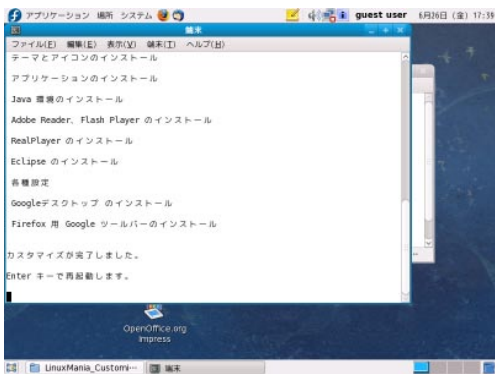 アプリケーション 場所 システム guest user 6月26日 (金) 17:39
端末
ファイル(F) 編集(E) 表示(V) 端末(T) ヘルプ(H)
テーマとアイコンのインストール
アプリケーションのインストール
Java 環境のインストール
Adobe Reader、Flash Player のインストール
RealPlayer のインストール
Eclipse のインストール
各種設定
Googleデスクトップ のインストール
Firefox 用 Google ツールバーのインストール
カスタマイズが完了しました。
Enter キーで再起動します。
OpenOffice.org
Impress
LinuxMania_Customi… 端末